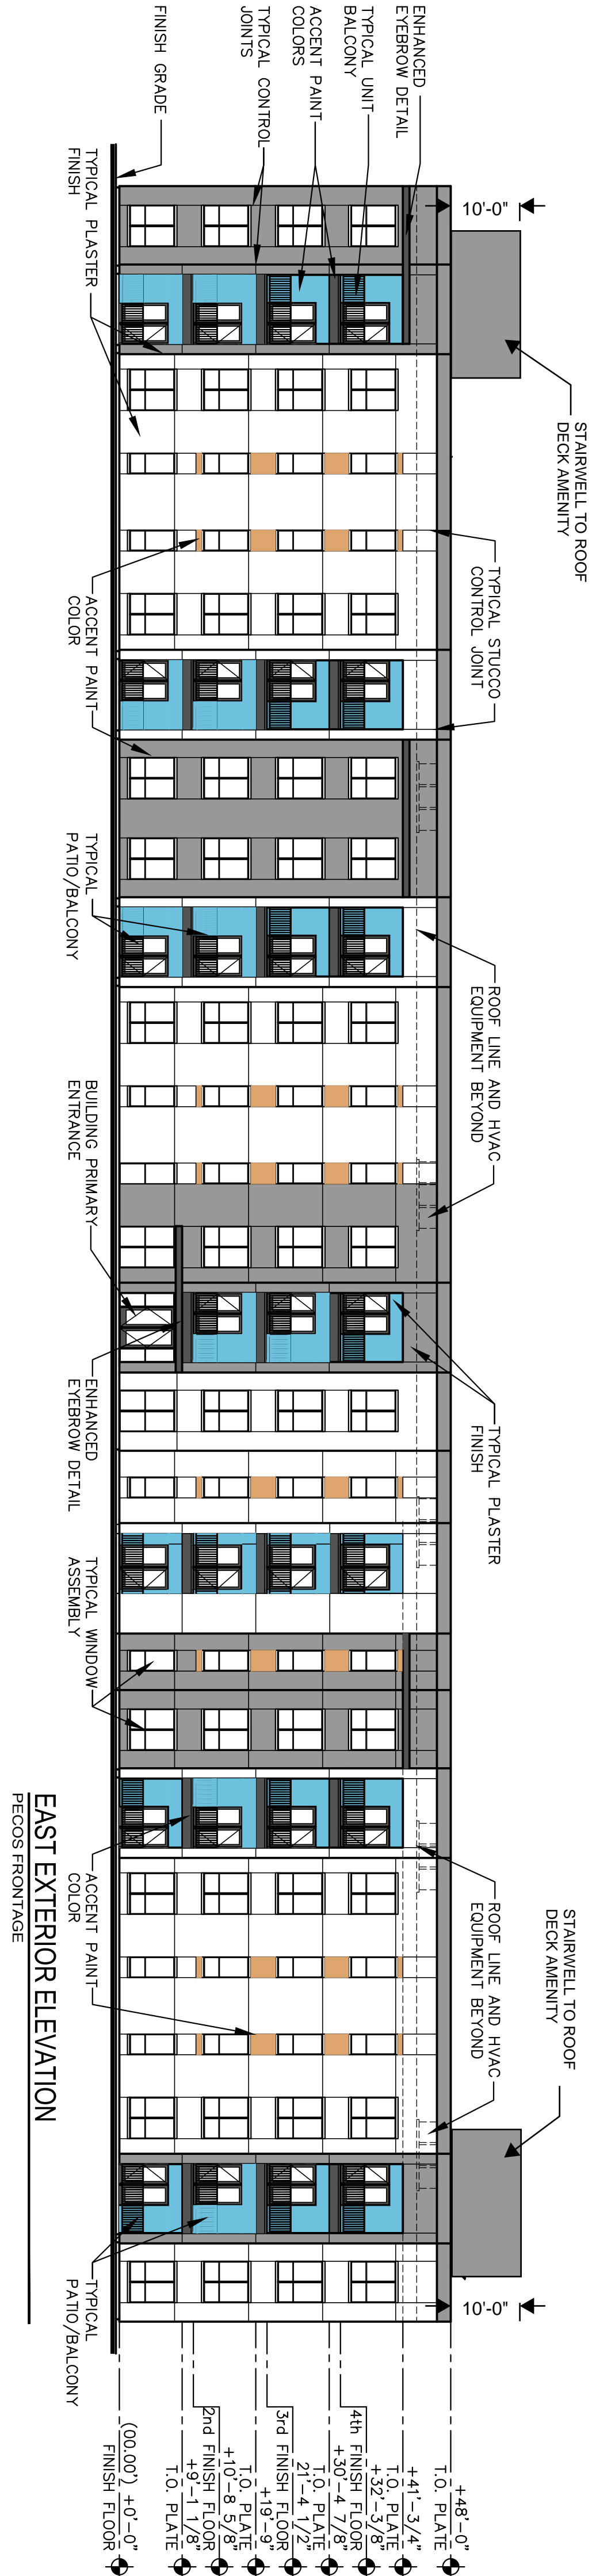 STAIRWELL TO ROOF
DECK AMENITY
STAIRWELL TO ROOF
DECK AMENITY
10'-0"
10'-0"
ENHANCED
EYEBROW DETAIL
TYPICAL UNIT
BALCONY
ACCENT PAINT
COLORS
TYPICAL CONTROL
JOINTS
FINISH GRADE
TYPICAL STUCCO
CONTROL JOINT
ROOF LINE AND HVAC
EQUIPMENT BEYOND
TYPICAL PLASTER
FINISH
ROOF LINE AND HVAC
EQUIPMENT BEYOND
+48'-0"
T.O. PLATE
+41'-3/4"
T.O. PLATE
+32'-3/8"
4th FINISH FLOOR
+30'-4 7/8"
T.O. PLATE
21'-4 1/2"
3rd FINISH FLOOR
+19'-9"
T.O. PLATE
+10'-8 5/8"
2nd FINISH FLOOR
+9'-1 1/8"
T.O. PLATE
(00.00') +0'-0"
FINISH FLOOR
TYPICAL PLASTER
FINISH
ACCENT PAINT
COLOR
TYPICAL
PATIO/BALCONY
BUILDING PRIMARY
ENTRANCE
ENHANCED
EYEBROW DETAIL
TYPICAL WINDOW
ASSEMBLY
ACCENT PAINT
COLOR
TYPICAL
PATIO/BALCONY
EAST EXTERIOR ELEVATION
PECOS FRONTAGE